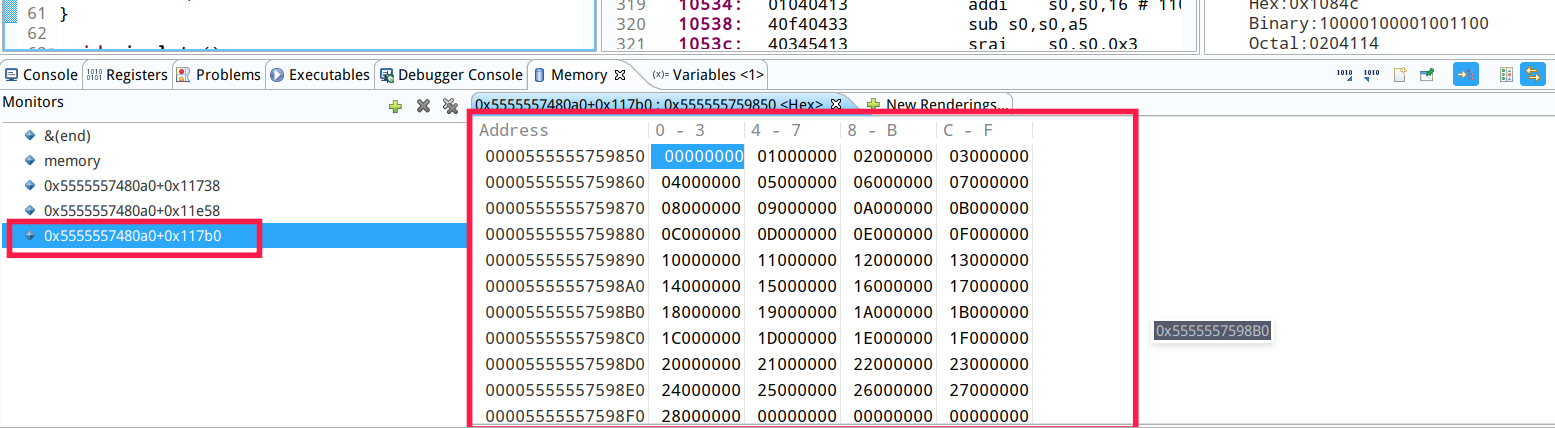 61 }
62
319 10534: 01040413 addi s0,s0,16 # 110
320 10538: 40f40433 sub s0,s0,a5
321 1053c: 40345413 srai s0,s0,0x3
Hex:0x1084c
Binary:10000100001001100
Octal:0204114
Console Registers Problems Executables Debugger Console Memory (x)= Variables <1>
Monitors
0x5555557480a0+0x117b0 : 0x555555759850 <Hex> New Renderings...
&(end)
memory
0x5555557480a0+0x11738
0x5555557480a0+0x11e58
0x5555557480a0+0x117b0
Address 0 - 3 4 - 7 8 - B C - F
0000555555759850 00000000 01000000 02000000 03000000
0000555555759860 04000000 05000000 06000000 07000000
0000555555759870 08000000 09000000 0A000000 0B000000
0000555555759880 0C000000 0D000000 0E000000 0F000000
0000555555759890 10000000 11000000 12000000 13000000
00005555557598A0 14000000 15000000 16000000 17000000
00005555557598B0 18000000 19000000 1A000000 1B000000
00005555557598C0 1C000000 1D000000 1E000000 1F000000
00005555557598D0 20000000 21000000 22000000 23000000
00005555557598E0 24000000 25000000 26000000 27000000
00005555557598F0 28000000 00000000 00000000 00000000
0x5555557598B0